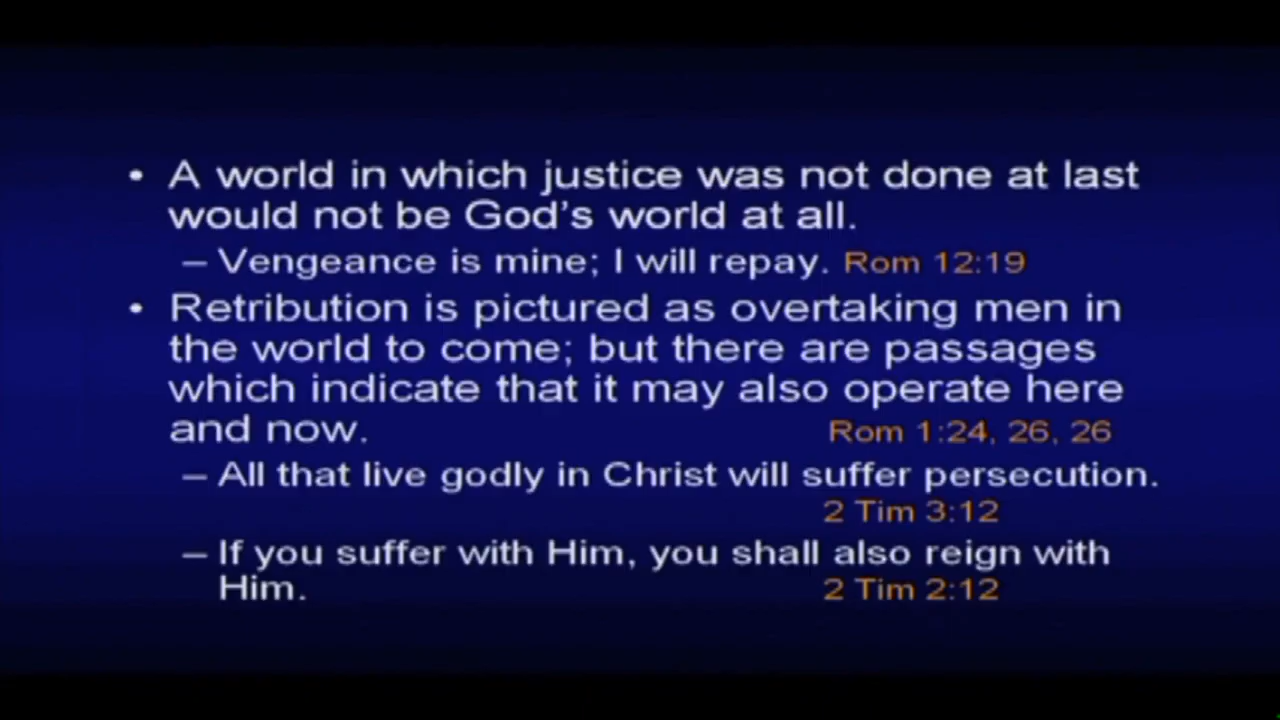 • A world in which justice was not done at last
would not be God's world at all.
– Vengeance is mine; I will repay. Rom 12:19
• Retribution is pictured as overtaking men in
the world to come; but there are passages
which indicate that it may also operate here
and now. Rom 1:24, 26, 26
– All that live godly in Christ will suffer persecution.
2 Tim 3:12
– If you suffer with Him, you shall also reign with
Him. 2 Tim 2:12